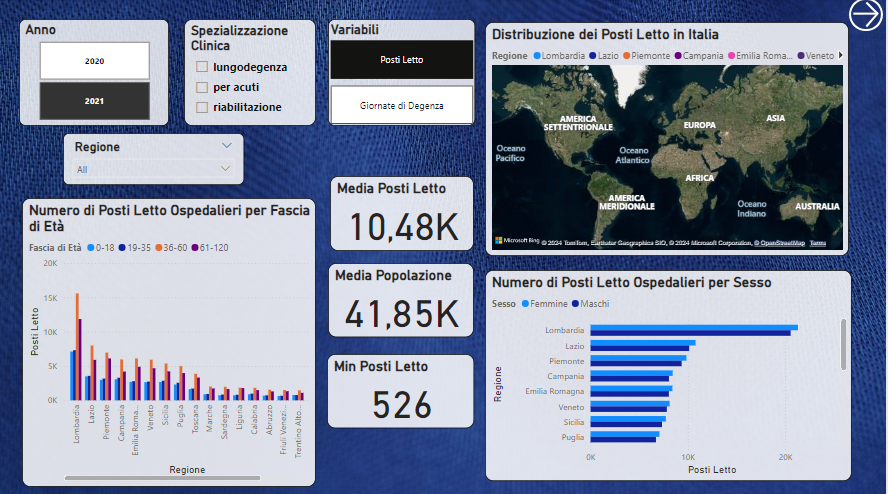 Anno
2020
2021
Spezializzazione
Clinica
lungodegenza
per acuti
riabilitazione
Variabili
Posti Letto
Giornate di Degenza
Regione
All
Distribuzione dei Posti Letto in Italia
Regione Lombardia Lazio Piemonte Campania Emilia Roma... Veneto
AMERICA
SETTENTRIONALE
EUROPA
ASIA
Oceano
Pacifico
Oceano
Atlantico
AFRICA
AMERICA
MERIDIONALE
Oceano
Indiano
AUSTRALIA
Microsoft Bing
© 2024 TomTom, Earthstar Geographics SIO, © 2024 Microsoft Corporation, © OpenStreetMap Terms
Numero di Posti Letto Ospedalieri per Fascia
di Età
Fascia di Età 0-18 19-35 36-60 61-120
20K
15K
10K
5K
0K
Posti Letto
Lombardia
Lazio
Piemonte
Campania
Emilia Roma...
Veneto
Sicilia
Puglia
Toscana
Marche
Sardegna
Liguria
Calabria
Abruzzo
Friuli Venezi...
Trentino Alto...
Regione
Media Posti Letto
10,48K
Media Popolazione
41,85K
Min Posti Letto
526
Numero di Posti Letto Ospedalieri per Sesso
Sesso Femmine Maschi
Regione
Lombardia
Lazio
Piemonte
Campania
Emilia Romagna
Veneto
Sicilia
Puglia
0K 10K 20K
Posti Letto